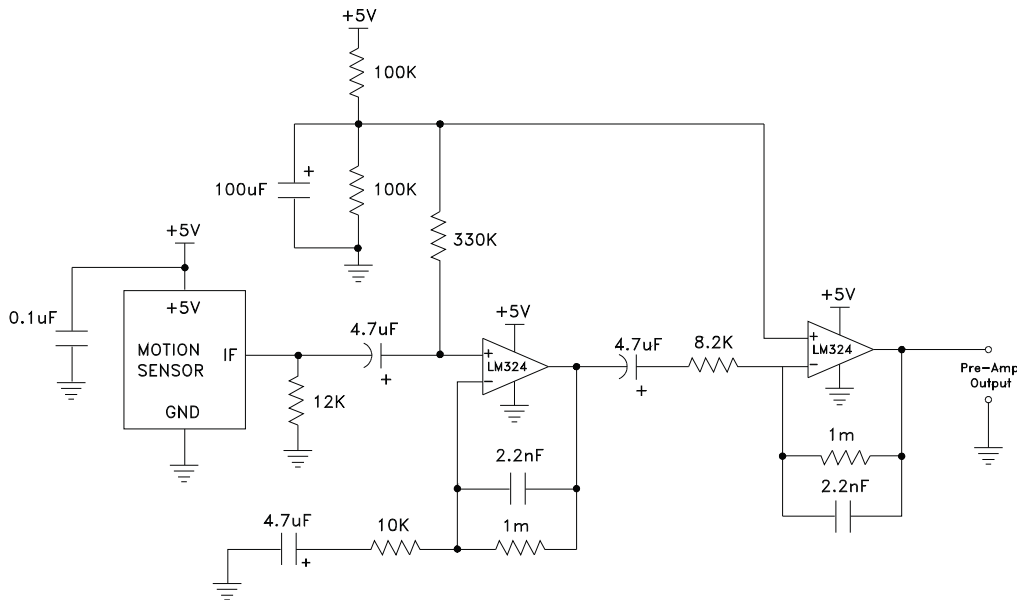 +5V
100K
+
100uF
100K
330K
+5V
0.1uF
+5V
MOTION
SENSOR
IF
GND
12K
4.7uF
+
+5V
+
LM324
−
4.7uF
+
8.2K
+5V
+
LM324
−
Pre-Amp
Output
1m
2.2nF
2.2nF
1m
4.7uF
+
10K